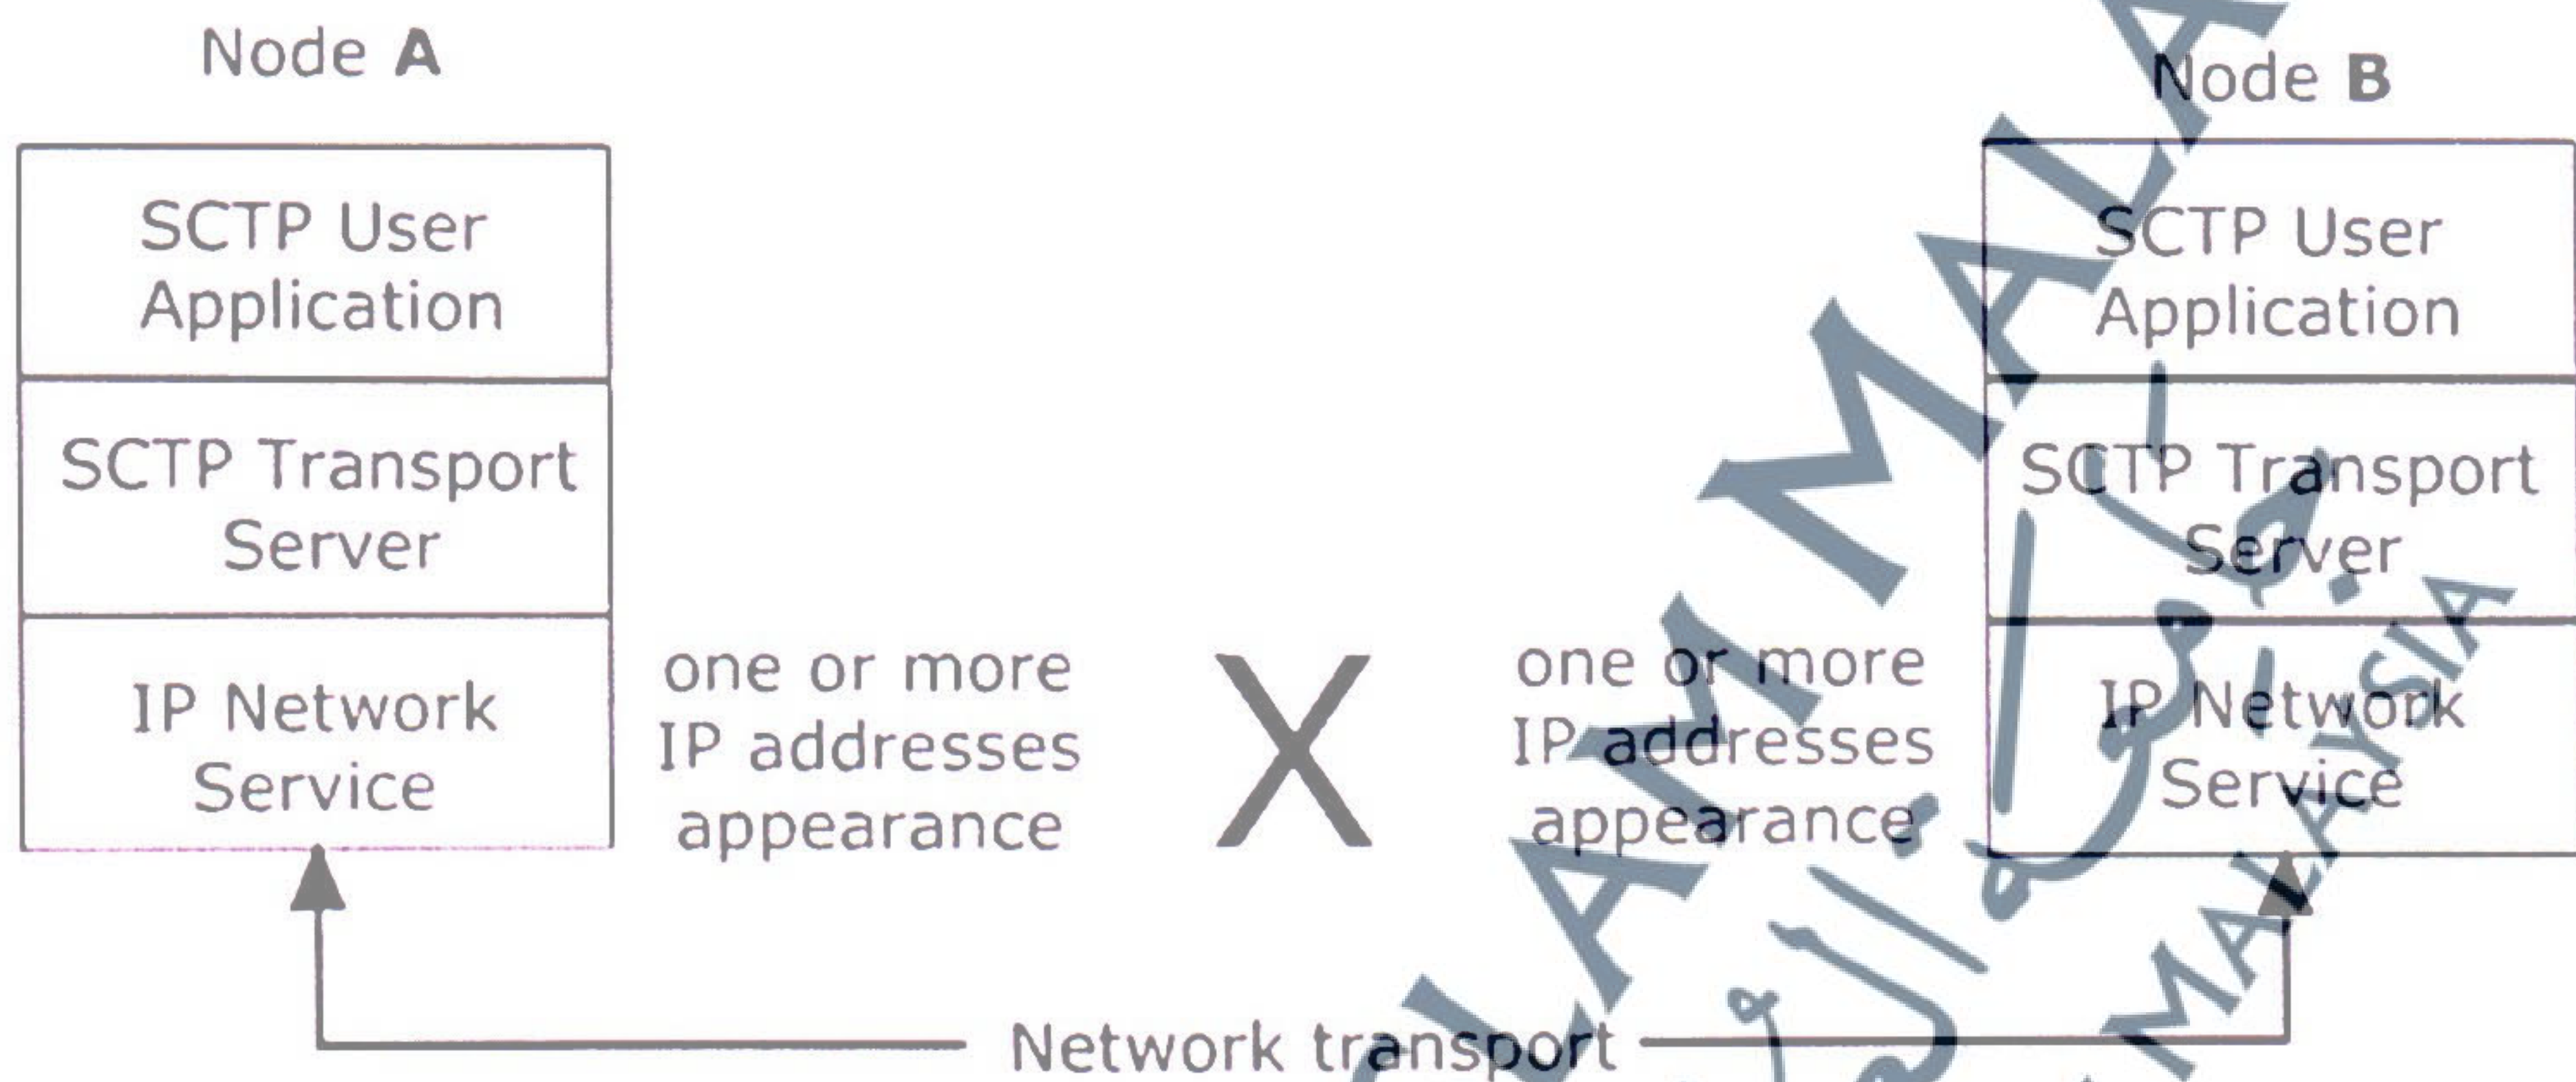 Node A
Node B
SCTP User
Application
SCTP Transport
Server
IP Network
Service
one or more
IP addresses
appearance
X
one or more
IP addresses
appearance
SCTP User
Application
SCTP Transport
Server
IP Network
Service
Network transport
MALAYSIA